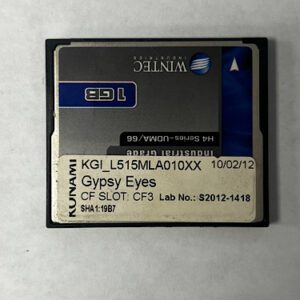 WINTEC
INDUSTRIES
1GB
H4 Series-UDMA/66
Industrial Grade
KONAMI
KGI_L515MLA010XX 10/02/12
Gypsy Eyes
CF SLOT: CF3 Lab No.: S2012-1418
SHA1:19B7